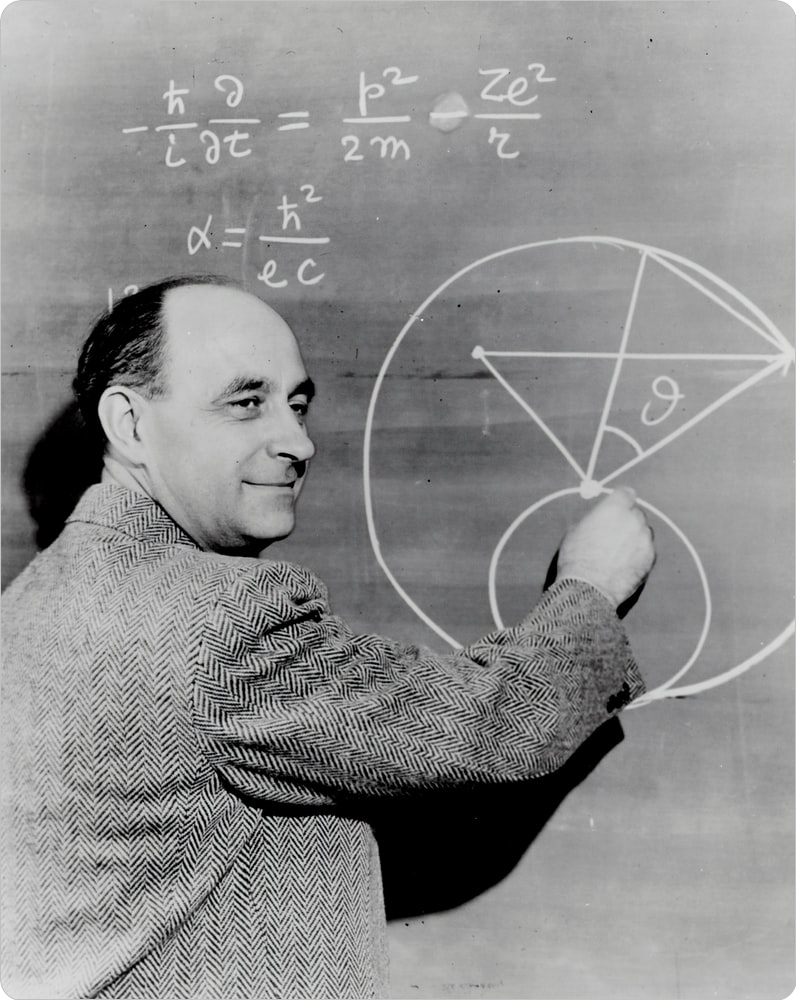 -ħ/i ∂/∂t = p²/2m - Ze²/r
α = ħ²/ec
ϑ